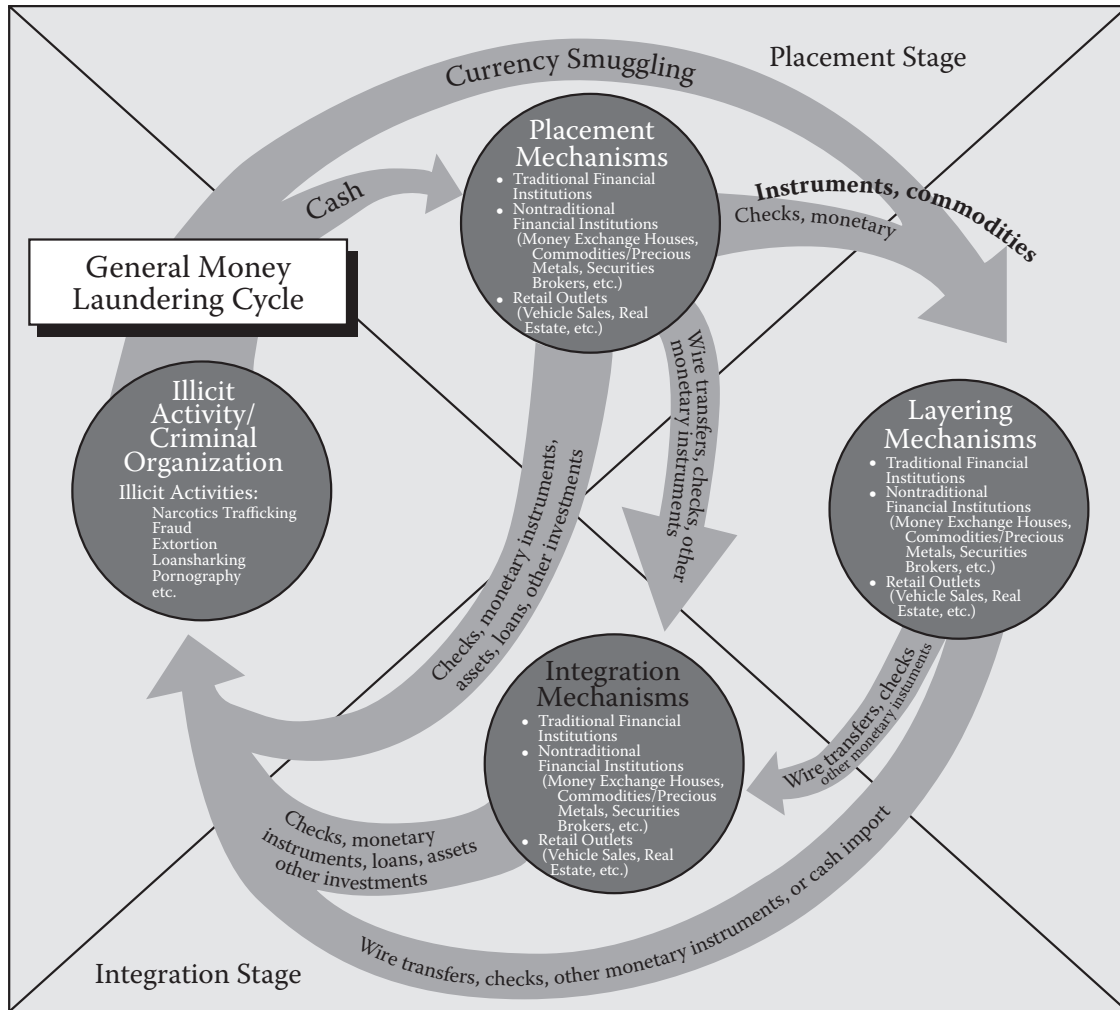 Placement Stage
Currency Smuggling
Cash
Placement
Mechanisms
• Traditional Financial
Institutions
• Nontraditional
Financial Institutions
(Money Exchange Houses,
Commodities/Precious
Metals, Securities
Brokers, etc.)
• Retail Outlets
(Vehicle Sales, Real
Estate, etc.)
Instruments, commodities
Checks, monetary
General Money
Laundering Cycle
Illicit
Activity/
Criminal
Organization
Illicit Activities:
Narcotics Trafficking
Fraud
Extortion
Loansharking
Pornography
etc.
Wire transfers, checks, other
monetary instruments
Checks, monetary instruments,
assets, loans, other investments
Layering
Mechanisms
• Traditional Financial
Institutions
• Nontraditional
Financial Institutions
(Money Exchange Houses,
Commodities/Precious
Metals, Securities
Brokers, etc.)
• Retail Outlets
(Vehicle Sales, Real
Estate, etc.)
Integration
Mechanisms
• Traditional Financial
Institutions
• Nontraditional
Financial Institutions
(Money Exchange Houses,
Commodities/Precious
Metals, Securities
Brokers, etc.)
• Retail Outlets
(Vehicle Sales, Real
Estate, etc.)
Wire transfers, checks
other monetary instuments
Checks, monetary
instruments, loans, assets
other investments
Wire transfers, checks, other monetary instruments, or cash import
Integration Stage